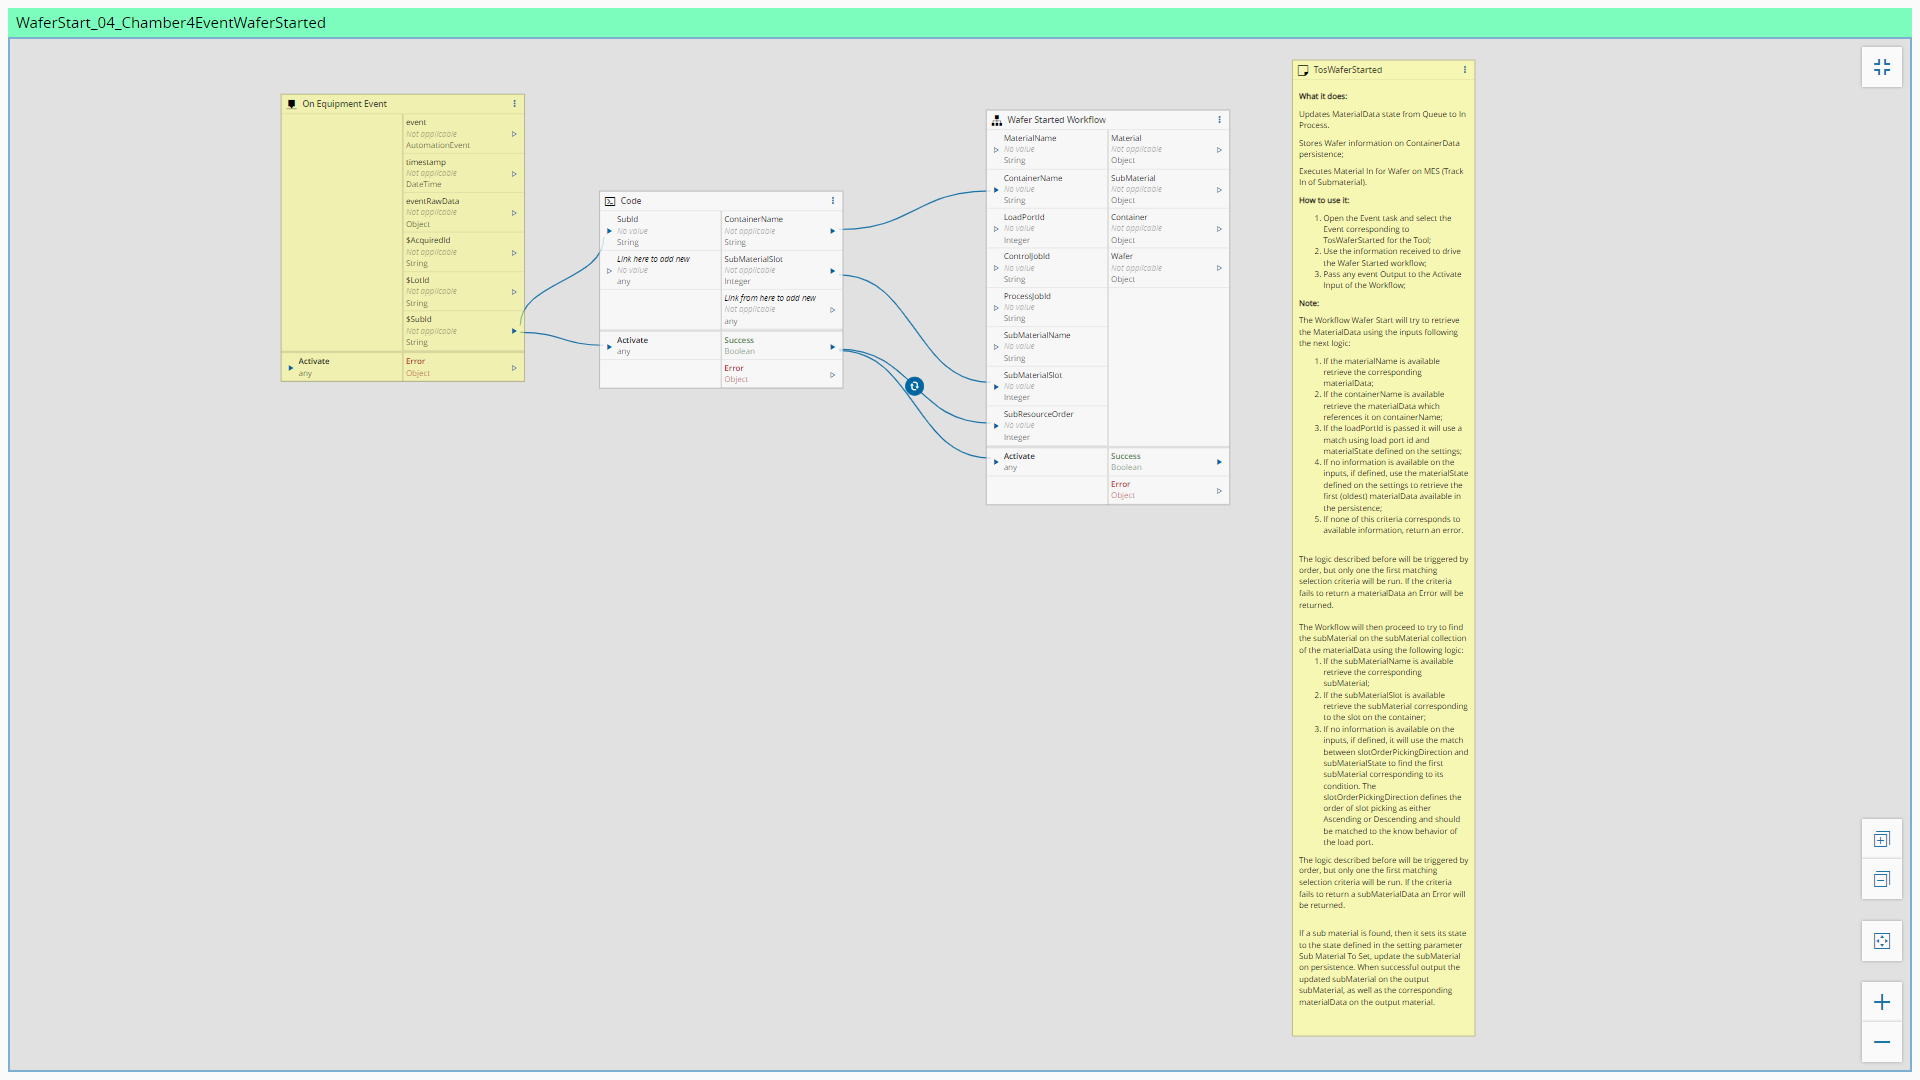 WaferStart_04_Chamber4EventWaferStarted
On Equipment Event
event
Not applicable
AutomationEvent
timestamp
Not applicable
DateTime
eventRawData
Not applicable
Object
$AcquiredId
Not applicable
String
$LotId
Not applicable
String
$SubId
Not applicable
String
Activate
any
Error
Object
Code
SubId
No value
String
Link here to add new
No value
any
ContainerName
Not applicable
String
SubMaterialSlot
Not applicable
Integer
Link from here to add new
Not applicable
any
Activate
any
Success
Boolean
Error
Object
Wafer Started Workflow
MaterialName
No value
String
ContainerName
No value
String
LoadPortId
No value
Integer
ControlJobId
No value
String
ProcessJobId
No value
String
SubMaterialName
No value
String
SubMaterialSlot
No value
Integer
SubResourceOrder
No value
Integer
Material
Not applicable
Object
SubMaterial
Not applicable
Object
Container
Not applicable
Object
Wafer
Not applicable
Object
Activate
any
Success
Boolean
Error
Object
TosWaferStarted
What it does:
Updates MaterialData state from Queue to In
Process.
Stores Wafer information on ContainerData
persistence;
Executes Material In for Wafer on MES (Track
In of Submaterial).
How to use it:
1. Open the Event task and select the
Event corresponding to
TosWaferStarted for the Tool;
2. Use the information received to drive
the Wafer Started workflow;
3. Pass any event Output to the Activate
Input of the Workflow;
Note:
The Workflow Wafer Start will try to retrieve
the MaterialData using the inputs following
the next logic:
1. If the materialName is available
retrieve the corresponding
materialData;
2. If the containerName is available
retrieve the materialData which
references it on containerName;
3. If the loadPortId is passed it will use a
match using load port id and
materialState defined on the settings;
4. If no information is available on the
inputs, if defined, use the materialState
defined on the settings to retrieve the
first (oldest) materialData available in
the persistence;
5. If none of this criteria corresponds to
available information, return an error.
The logic described before will be triggered by
order, but only one the first matching
selection criteria will be run. If the criteria
fails to return a materialData an Error will be
returned.
The Workflow will then proceed to try to find
the subMaterial on the subMaterial collection
of the materialData using the following logic:
1. If the subMaterialName is available
retrieve the corresponding
subMaterial;
2. If the subMaterialSlot is available
retrieve the subMaterial corresponding
to the slot on the container;
3. If no information is available on the
inputs, if defined, it will use the match
between slotOrderPickingDirection and
subMaterialState to find the first
subMaterial corresponding to its
condition. The
slotOrderPickingDirection defines the
order of slot picking as either
Ascending or Descending and should
be matched to the know behavior of
the load port.
The logic described before will be triggered by
order, but only one the first matching
selection criteria will be run. If the criteria
fails to return a subMaterialData an Error will
be returned.
If a sub material is found, then it sets its state
to the state defined in the setting parameter
Sub Material To Set, update the subMaterial
on persistence. When successful output the
updated subMaterial on the output
subMaterial, as well as the corresponding
materialData on the output material.